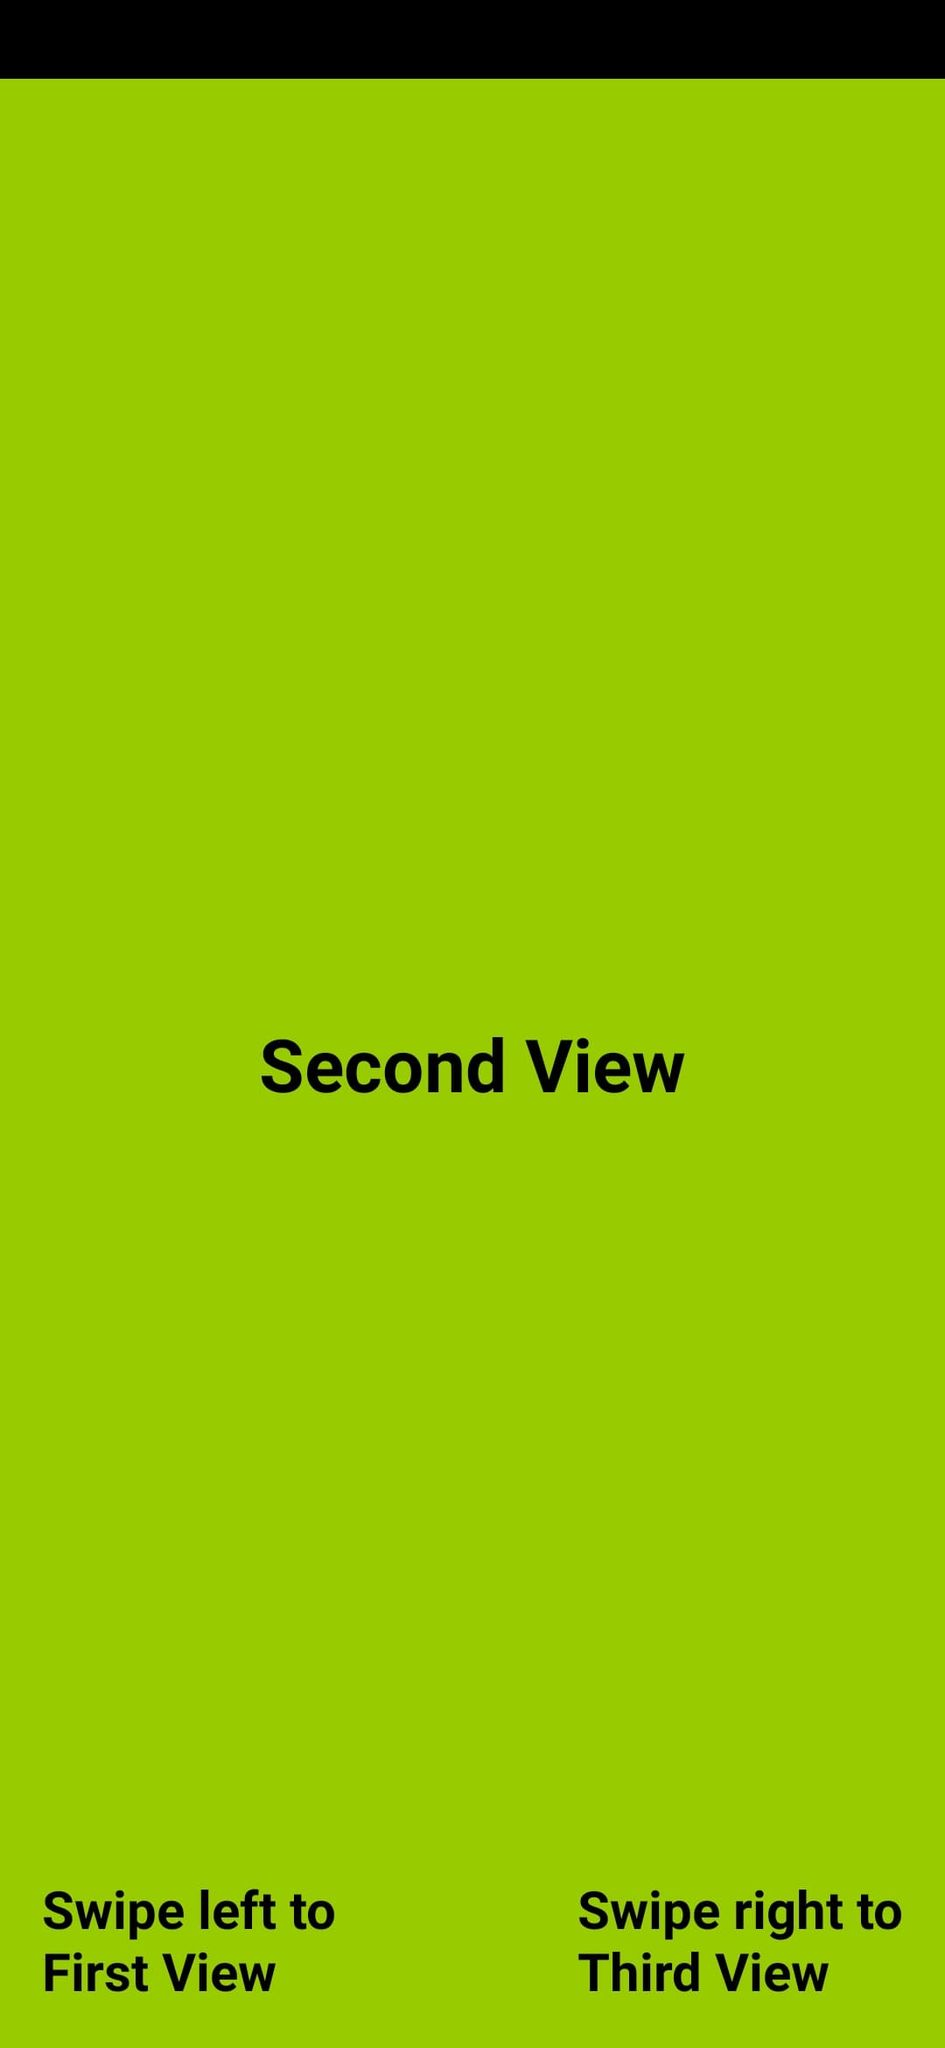 Second View
Swipe left to
First View
Swipe right to
Third View